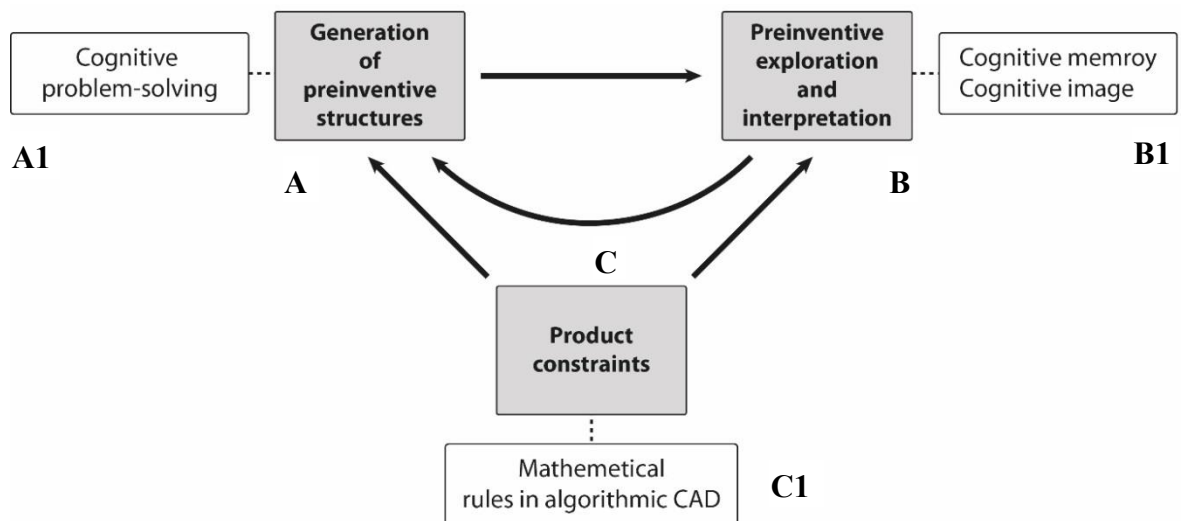 Cognitive
problem-solving
A1
Generation
of
preinventive
structures
A
Preinventive
exploration
and
interpretation
B
Cognitive memroy
Cognitive image
B1
C
Product
constraints
Mathemetical
rules in algorithmic CAD
C1